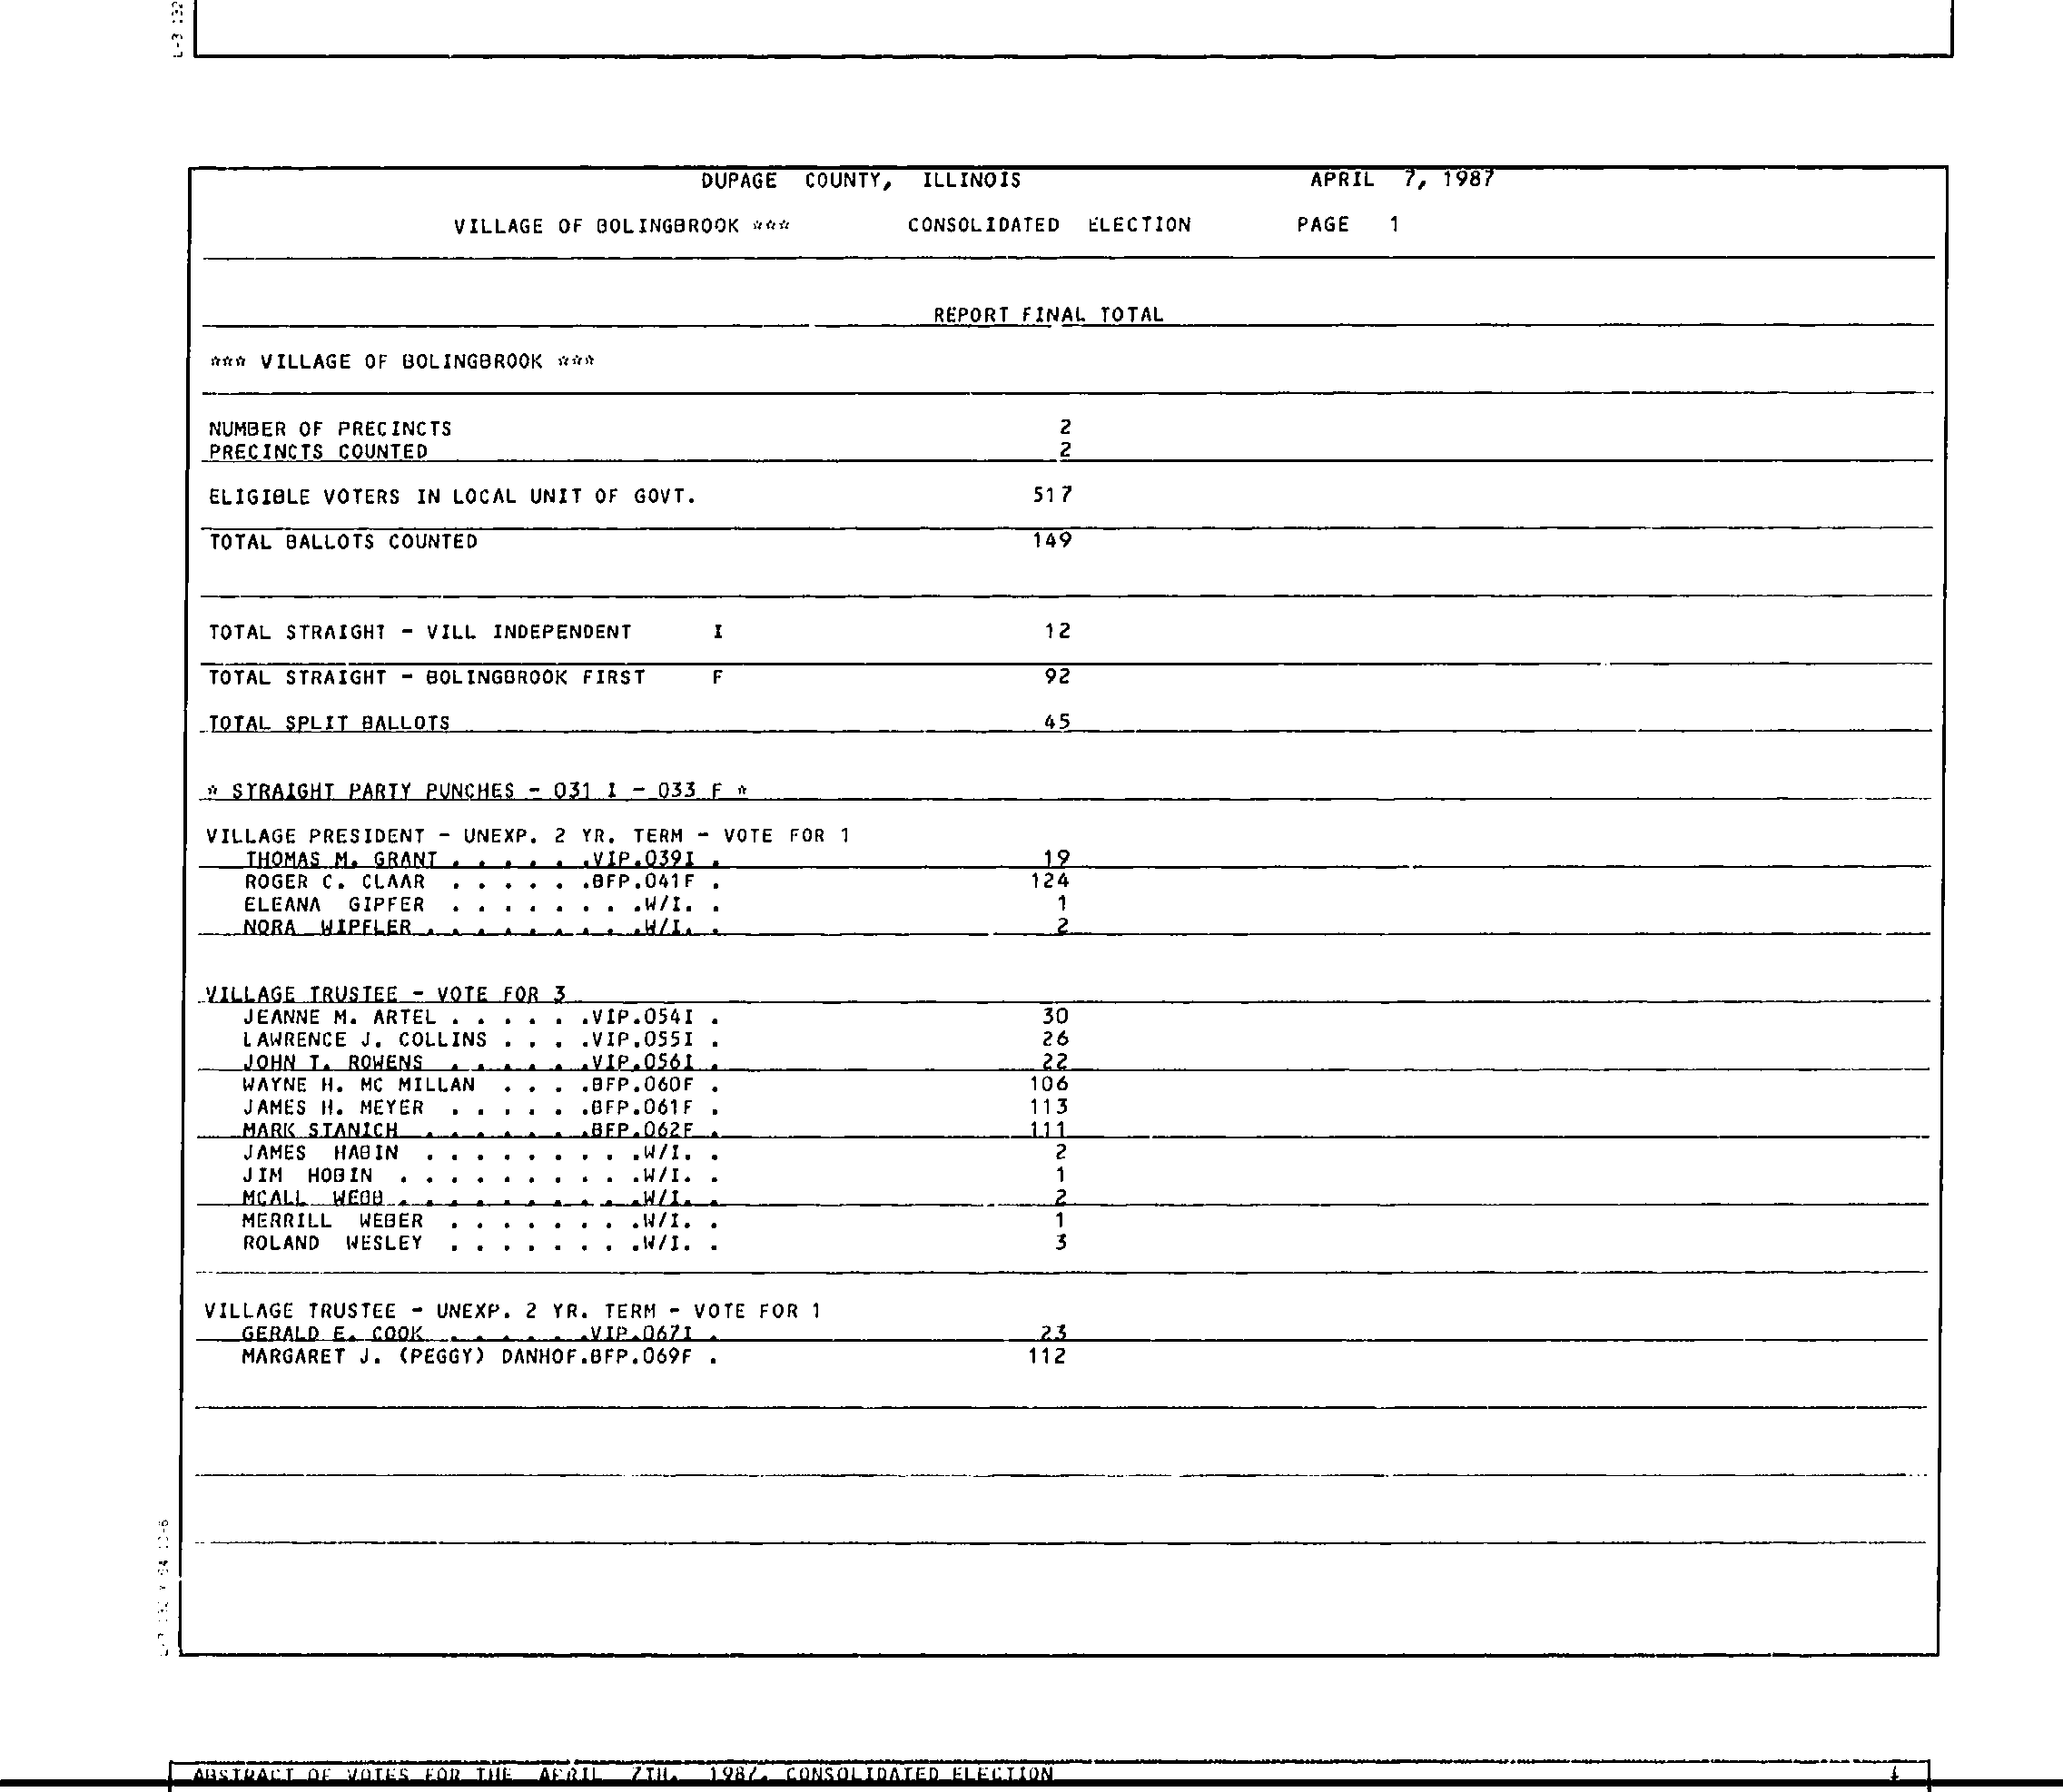 L-3 132
DUPAGE COUNTY, ILLINOIS APRIL 7, 1987
VILLAGE OF BOLINGBROOK *** CONSOLIDATED ELECTION PAGE 1
REPORT FINAL TOTAL
*** VILLAGE OF BOLINGBROOK ***
NUMBER OF PRECINCTS 2
PRECINCTS COUNTED 2
ELIGIBLE VOTERS IN LOCAL UNIT OF GOVT. 517
TOTAL BALLOTS COUNTED 149
TOTAL STRAIGHT - VILL INDEPENDENT I 12
TOTAL STRAIGHT - BOLINGBROOK FIRST F 92
TOTAL SPLIT BALLOTS 45
* STRAIGHT PARTY PUNCHES - 031 I - 033 F *
VILLAGE PRESIDENT - UNEXP. 2 YR. TERM - VOTE FOR 1
THOMAS M. GRANT . . . . . .VIP.039I . 19
ROGER C. CLAAR . . . . . .BFP.041F . 124
ELEANA GIPFER . . . . . . . .W/I. . 1
NORA WIPFLER . . . . . . . . .W/I. . 2
VILLAGE TRUSTEE - VOTE FOR 3
JEANNE M. ARTEL . . . . . .VIP.054I . 30
LAWRENCE J. COLLINS . . . .VIP.055I . 26
JOHN T. ROWENS . . . . . .VIP.056I . 22
WAYNE H. MC MILLAN . . . .BFP.060F . 106
JAMES H. MEYER . . . . . .BFP.061F . 113
MARK STANICH . . . . . . .BFP.062F . 111
JAMES HABIN . . . . . . . . .W/I. . 2
JIM HOBIN . . . . . . . . . .W/I. . 1
MCALL WEBB . . . . . . . . . .W/I. . 2
MERRILL WEBER . . . . . . . .W/I. . 1
ROLAND WESLEY . . . . . . . .W/I. . 3
VILLAGE TRUSTEE - UNEXP. 2 YR. TERM - VOTE FOR 1
GERALD E. COOK . . . . . .VIP.067I . 23
MARGARET J. (PEGGY) DANHOF.BFP.069F . 112
ABSTRACT OF VOTES FOR THE APRIL 7TH, 1987, CONSOLIDATED ELECTION